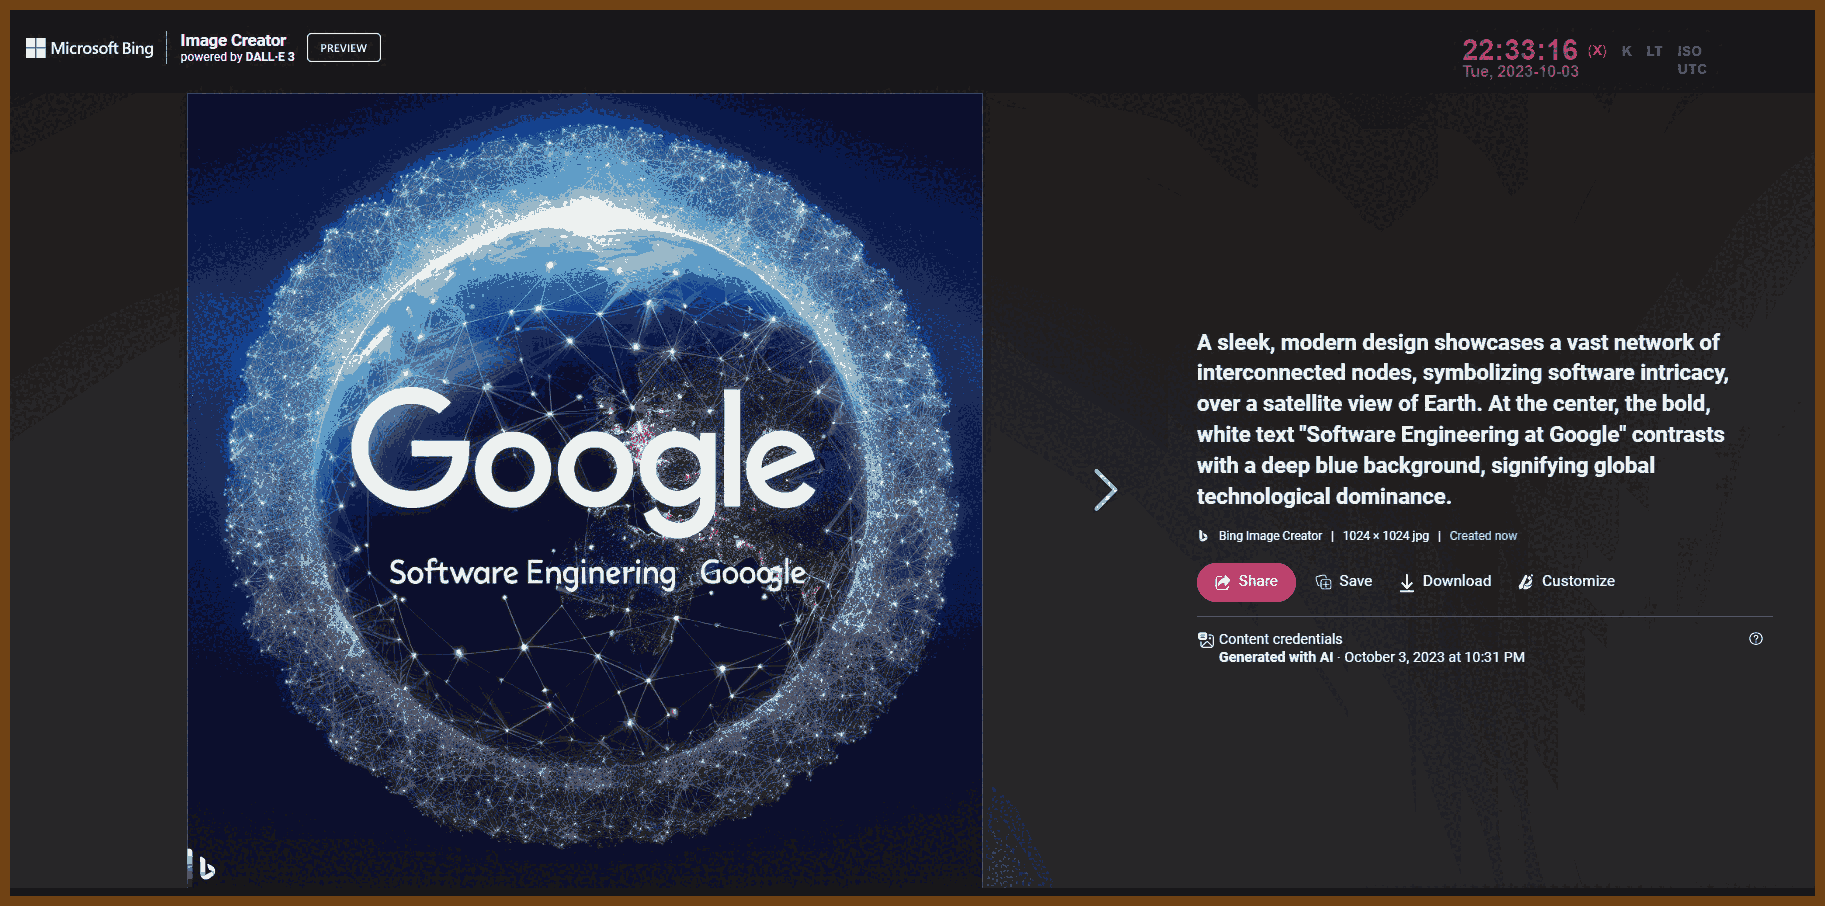 Microsoft Bing
Image Creator
powered by DALL·E 3
PREVIEW
22:33:16 (X) K LT ISO
Tue, 2023-10-03 UTC
Google
Software Enginering Gooogle
A sleek, modern design showcases a vast network of
interconnected nodes, symbolizing software intricacy,
over a satellite view of Earth. At the center, the bold,
white text "Software Engineering at Google" contrasts
with a deep blue background, signifying global
technological dominance.
Bing Image Creator | 1024 × 1024 jpg | Created now
Share Save Download Customize
Content credentials
Generated with AI · October 3, 2023 at 10:31 PM